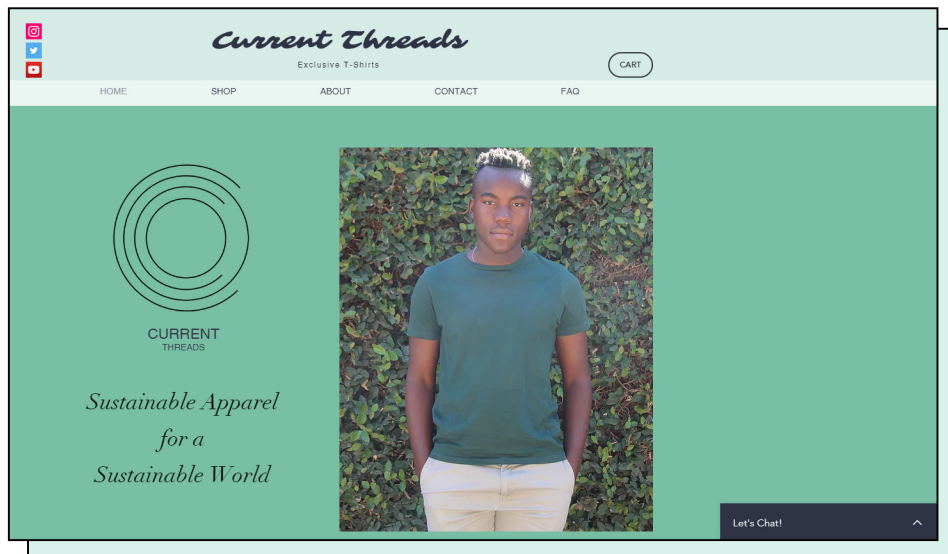 Current Threads
Exclusive T-Shirts
CART
HOME SHOP ABOUT CONTACT FAQ
CURRENT
THREADS
Sustainable Apparel
for a
Sustainable World
Let's Chat!